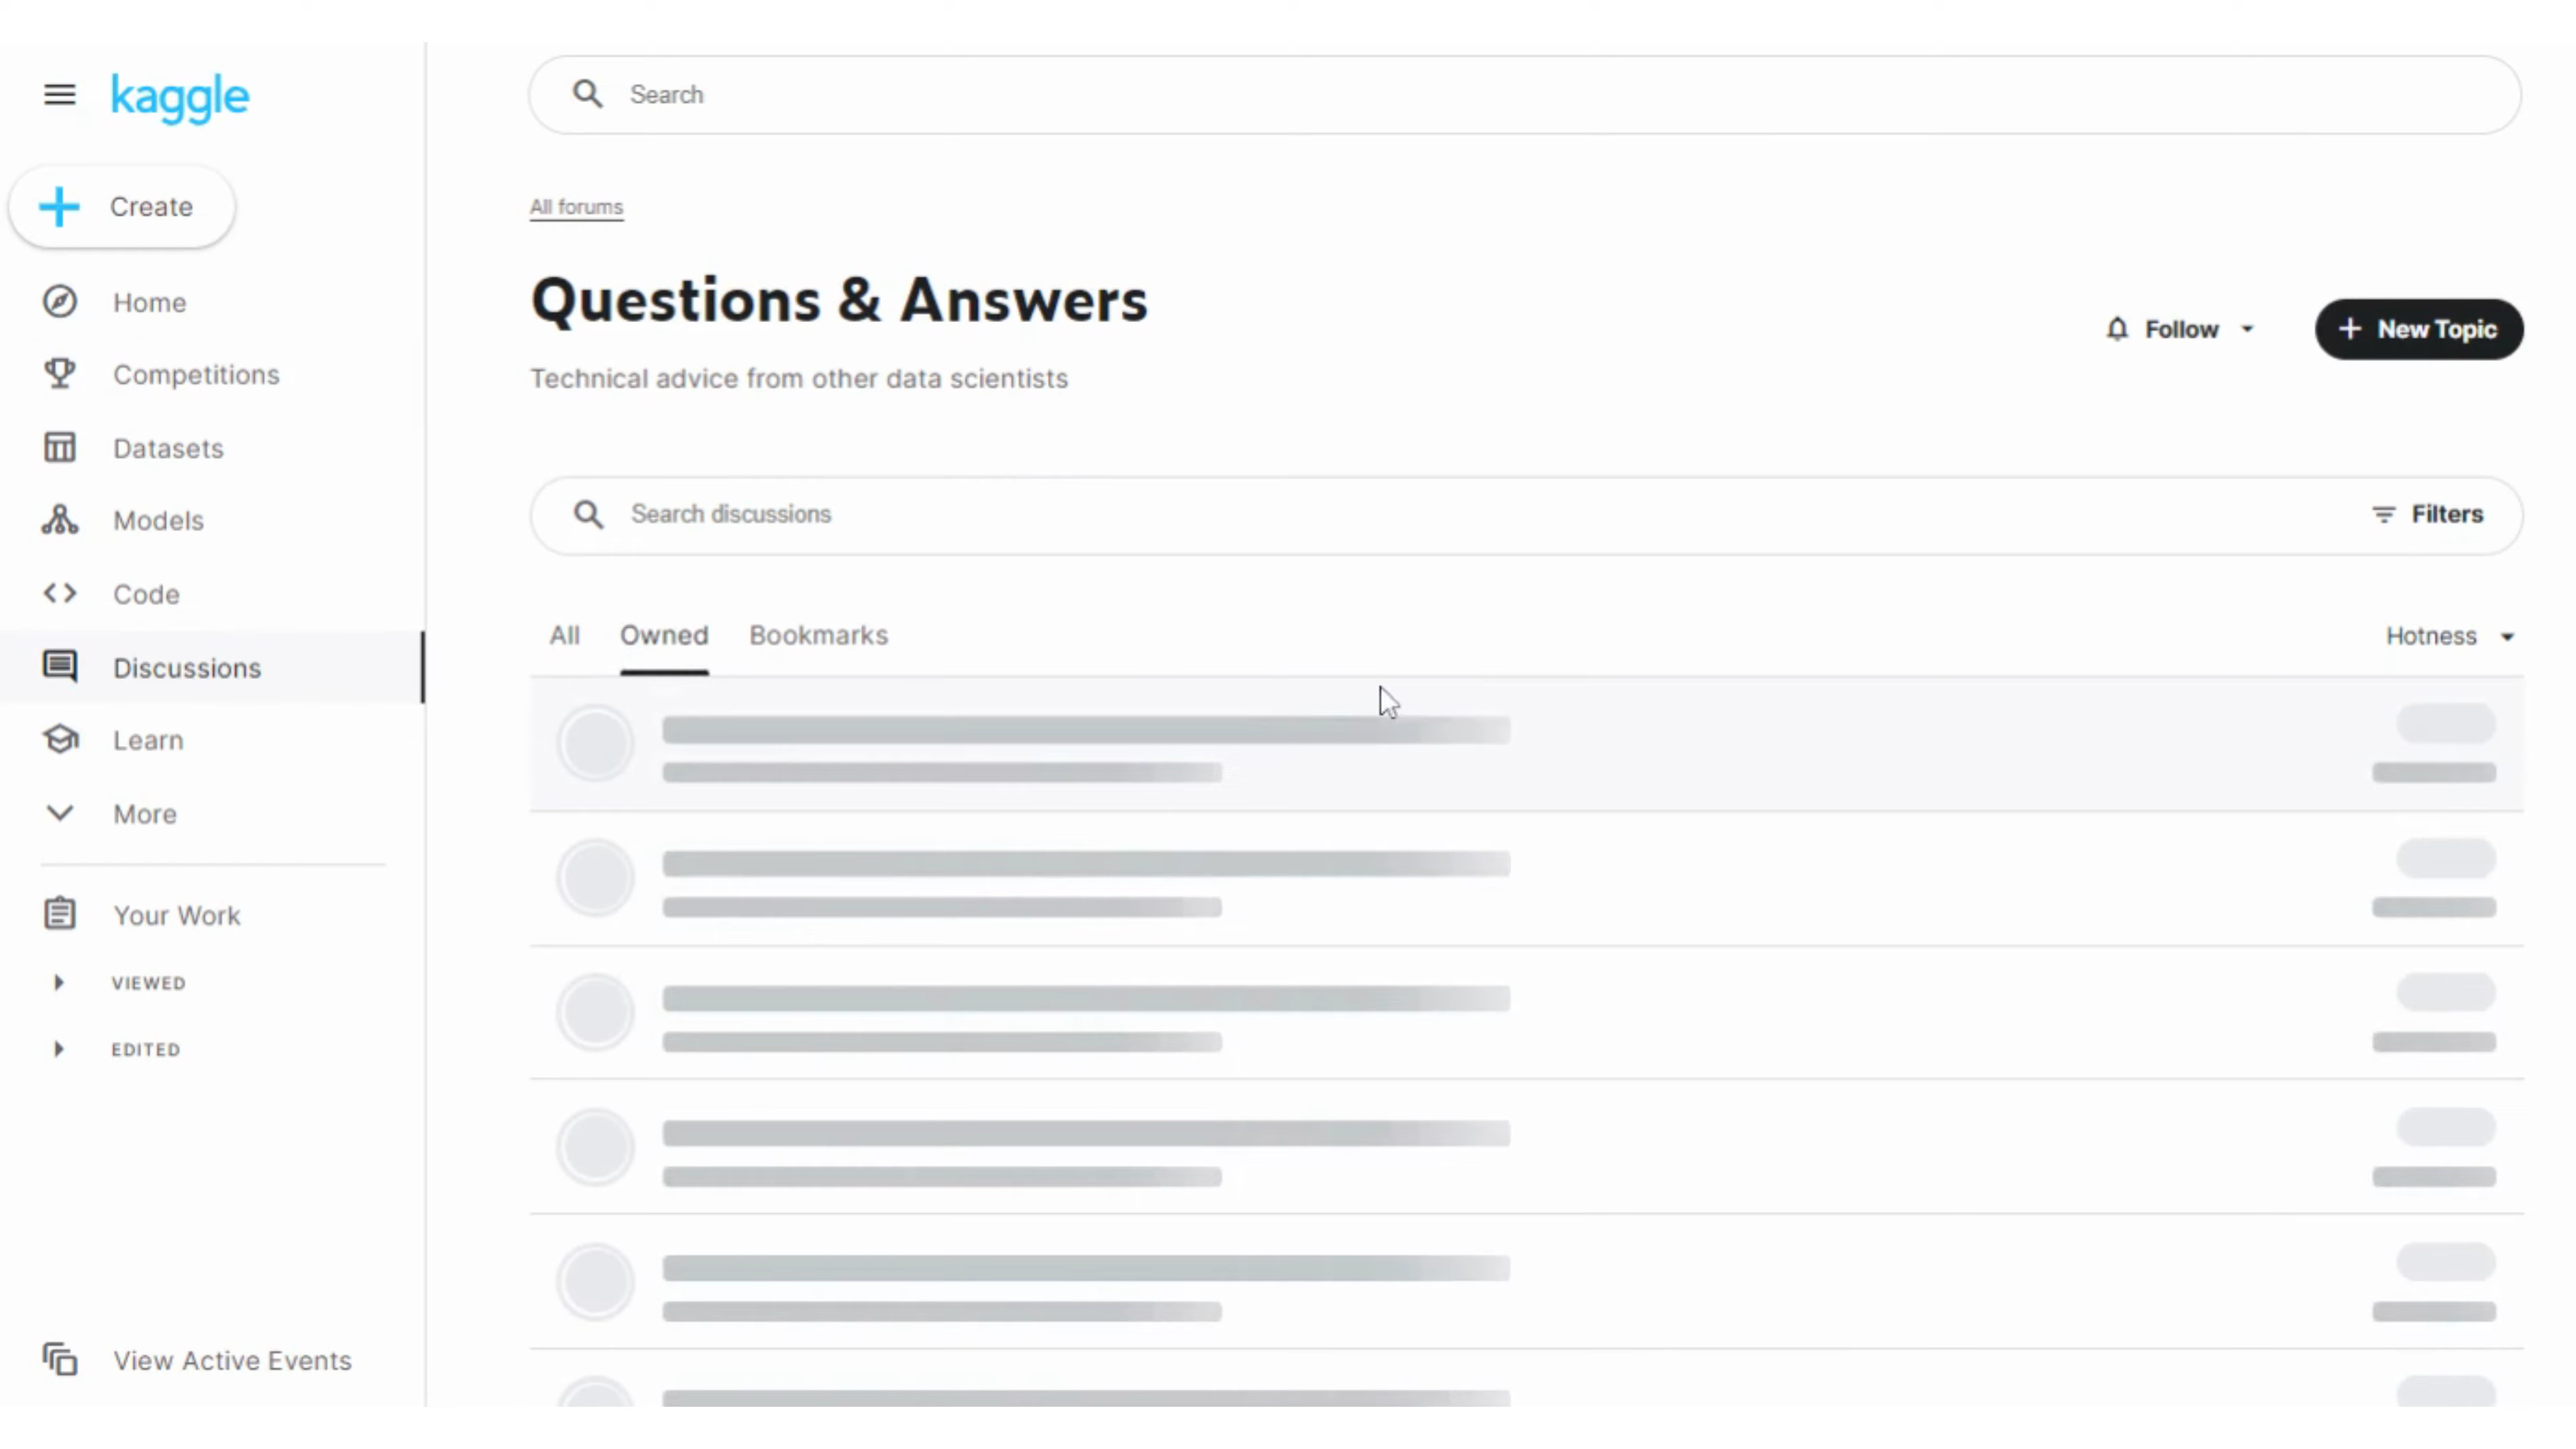 kaggle
Create
Home
Competitions
Datasets
Models
Code
Discussions
Learn
More
Your Work
VIEWED
EDITED
View Active Events
Search
All forums
Questions & Answers
Technical advice from other data scientists
Follow
New Topic
Search discussions
Filters
All Owned Bookmarks
Hotness